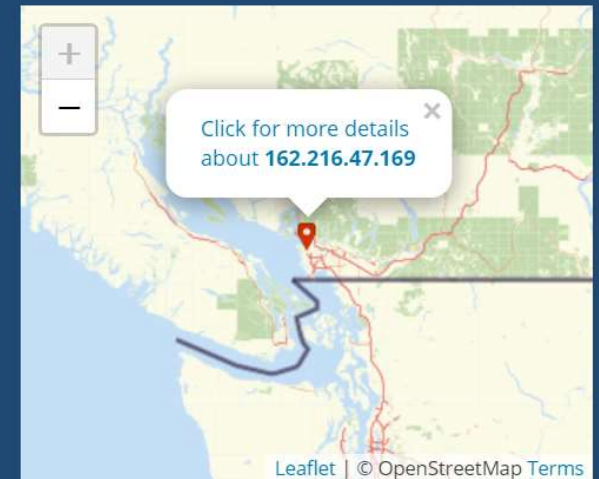 +
−
×
Click for more details
about 162.216.47.169
Leaflet | © OpenStreetMap Terms